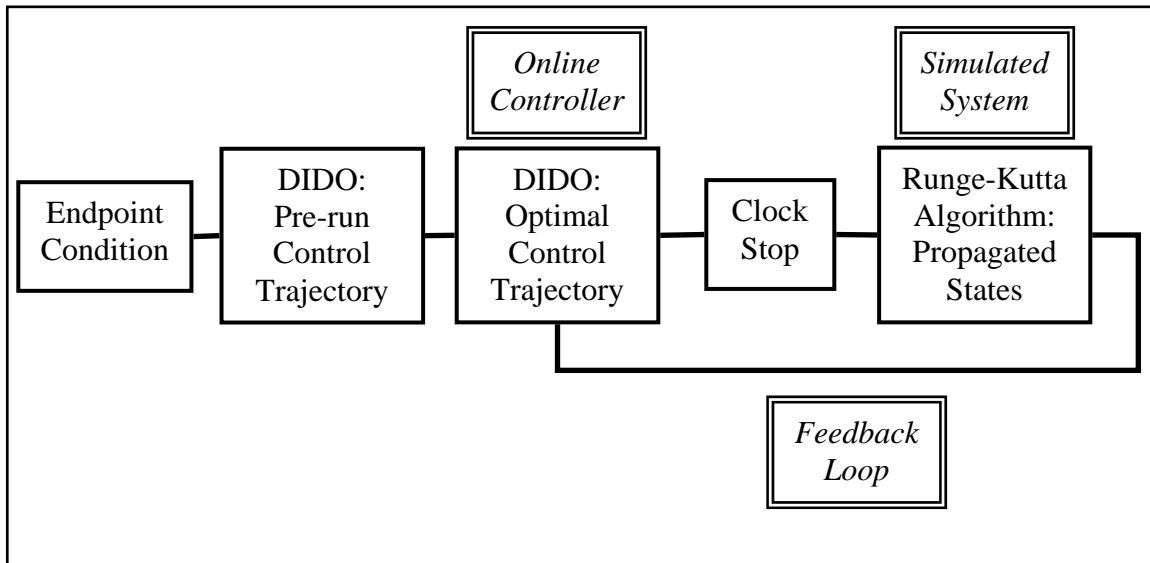 Online
Controller
Simulated
System
Endpoint
Condition
DIDO:
Pre-run
Control
Trajectory
DIDO:
Optimal
Control
Trajectory
Clock
Stop
Runge-Kutta
Algorithm:
Propagated
States
Feedback
Loop